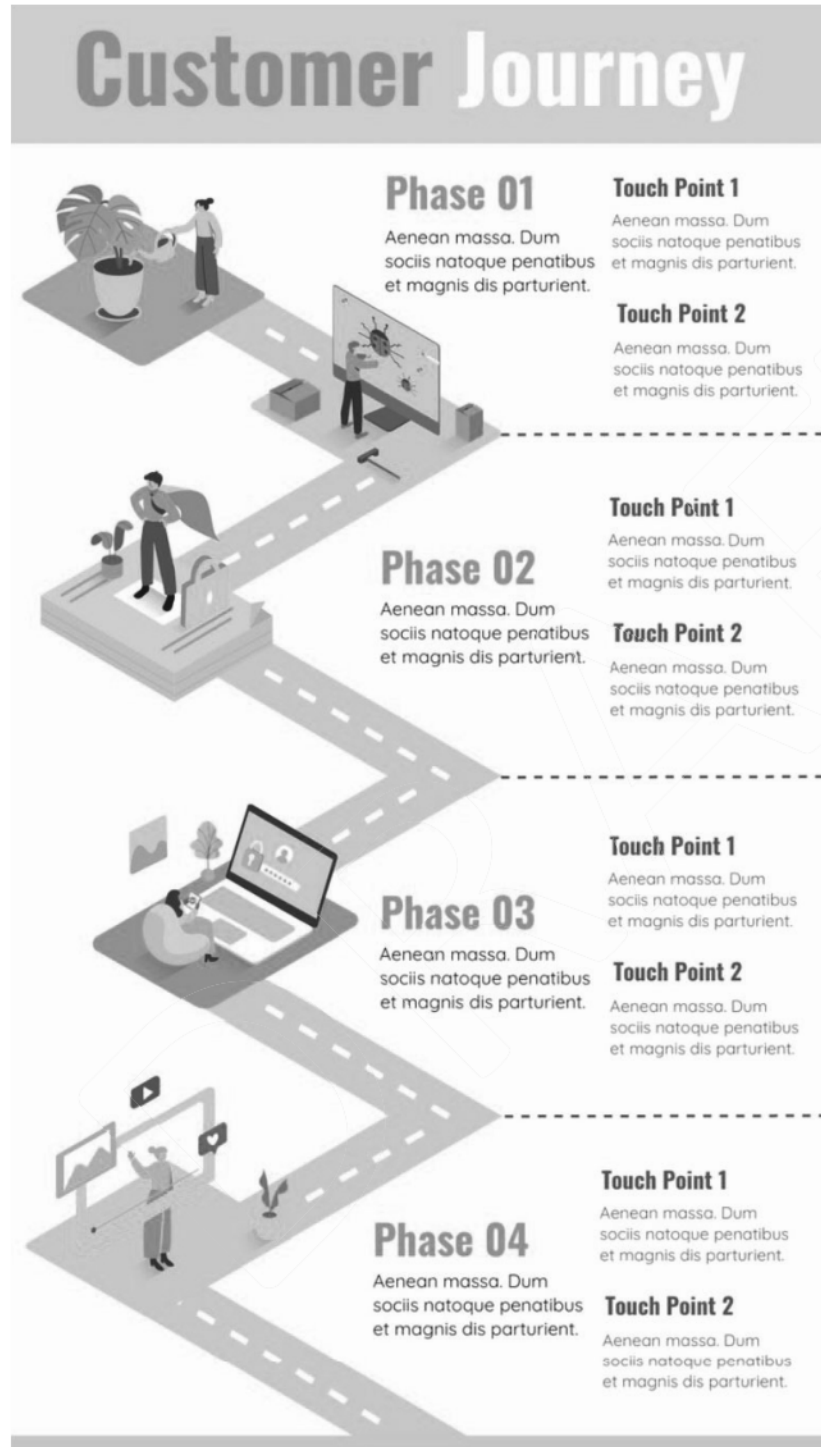 Customer Journey
Phase 01
Aenean massa. Dum
sociis natoque penatibus
et magnis dis parturient.
Touch Point 1
Aenean massa. Dum
sociis natoque penatibus
et magnis dis parturient.
Touch Point 2
Aenean massa. Dum
sociis natoque penatibus
et magnis dis parturient.
Phase 02
Aenean massa. Dum
sociis natoque penatibus
et magnis dis parturient.
Touch Point 1
Aenean massa. Dum
sociis natoque penatibus
et magnis dis parturient.
Touch Point 2
Aenean massa. Dum
sociis natoque penatibus
et magnis dis parturient.
Phase 03
Aenean massa. Dum
sociis natoque penatibus
et magnis dis parturient.
Touch Point 1
Aenean massa. Dum
sociis natoque penatibus
et magnis dis parturient.
Touch Point 2
Aenean massa. Dum
sociis natoque penatibus
et magnis dis parturient.
Phase 04
Aenean massa. Dum
sociis natoque penatibus
et magnis dis parturient.
Touch Point 1
Aenean massa. Dum
sociis natoque penatibus
et magnis dis parturient.
Touch Point 2
Aenean massa. Dum
sociis natoque penatibus
et magnis dis parturient.